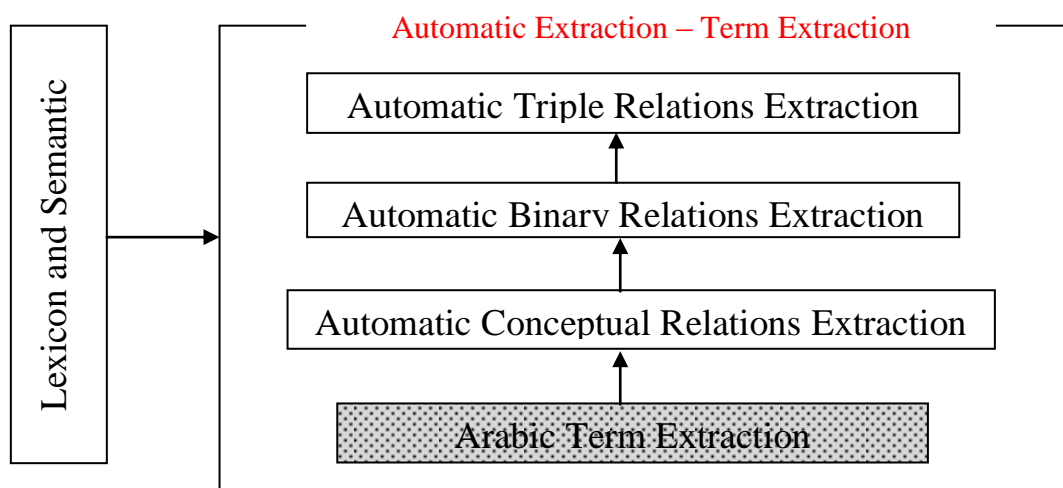 Automatic Extraction – Term Extraction
Lexicon and Semantic
Automatic Triple Relations Extraction
Automatic Binary Relations Extraction
Automatic Conceptual Relations Extraction
Arabic Term Extraction